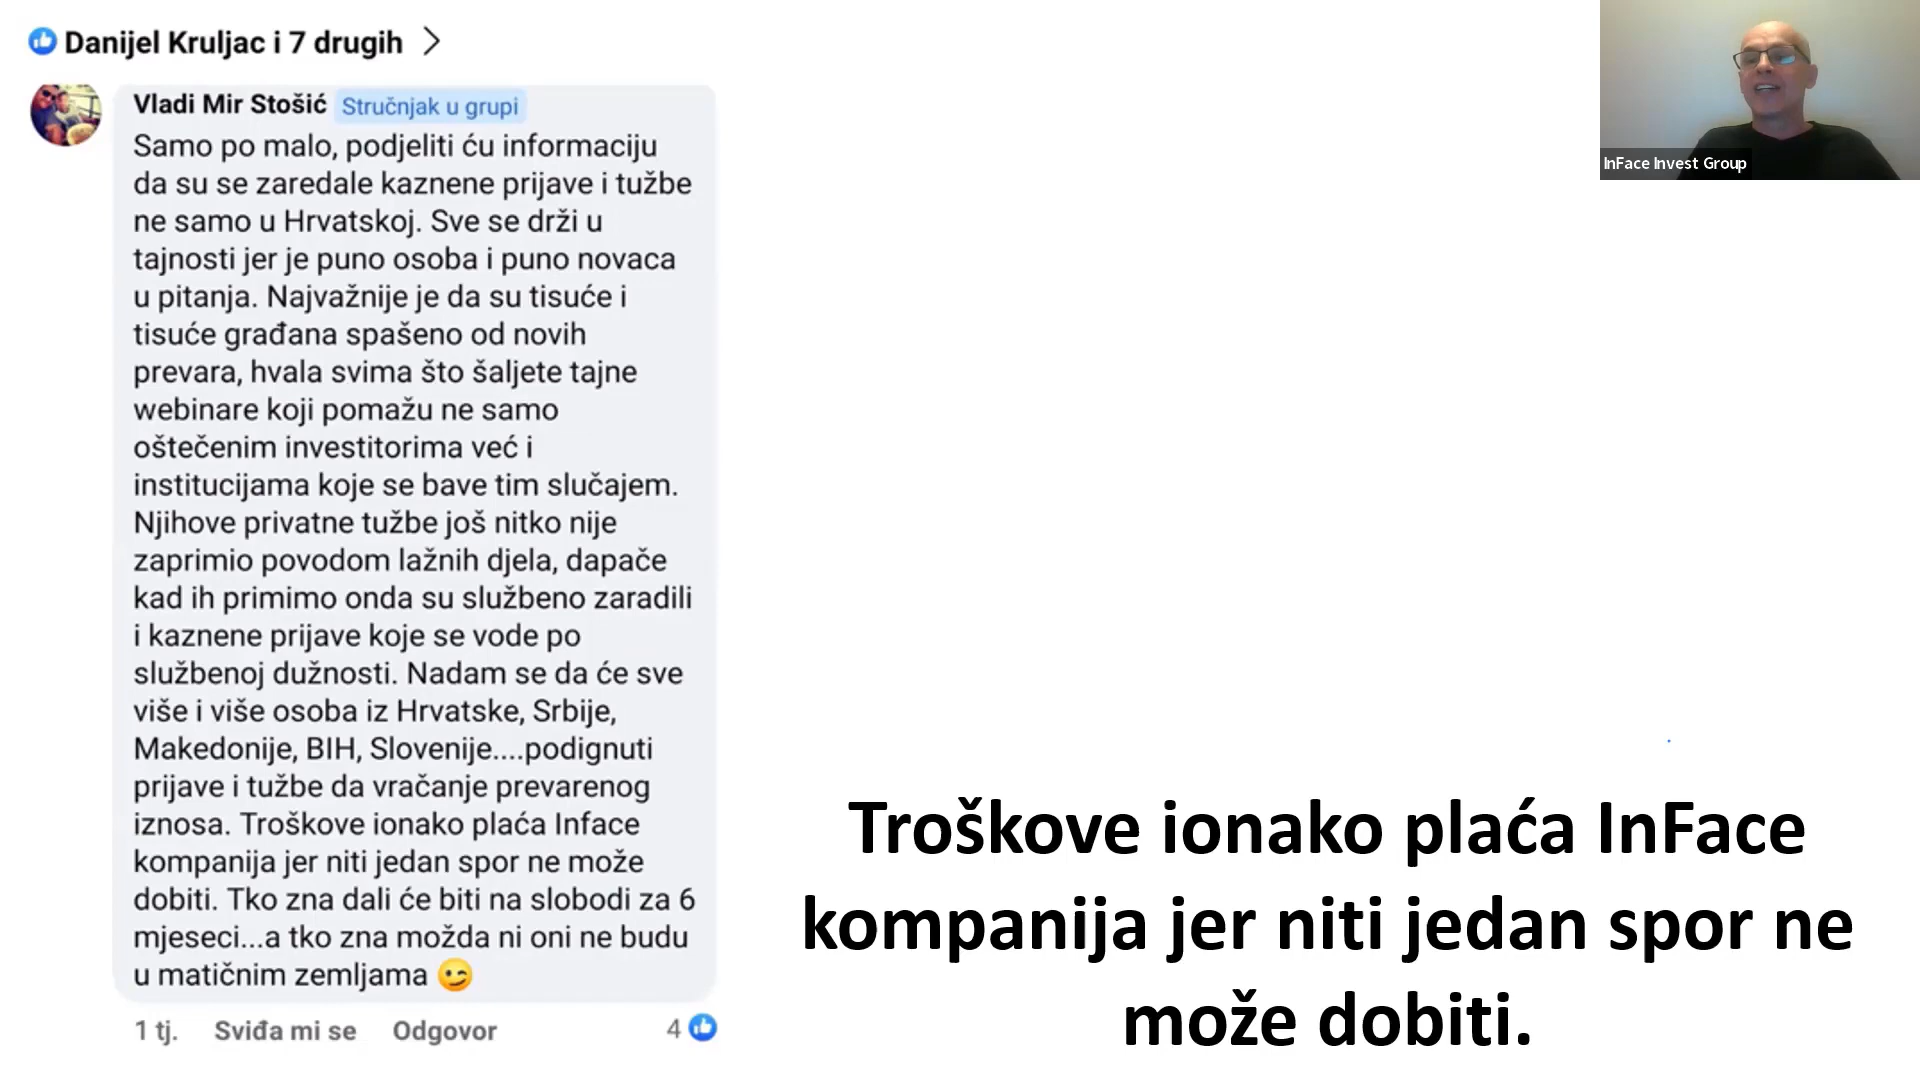 Danijel Kruljac i 7 drugih
Vladi Mir Stošić Stručnjak u grupi
Samo po malo, podjeliti ću informaciju
da su se zaredale kaznene prijave i tužbe
ne samo u Hrvatskoj. Sve se drži u
tajnosti jer je puno osoba i puno novaca
u pitanja. Najvažnije je da su tisuće i
tisuće građana spašeno od novih
prevara, hvala svima što šaljete tajne
webinare koji pomažu ne samo
oštečenim investitorima već i
institucijama koje se bave tim slučajem.
Njihove privatne tužbe još nitko nije
zaprimio povodom lažnih djela, dapače
kad ih primimo onda su službeno zaradili
i kaznene prijave koje se vode po
službenoj dužnosti. Nadam se da će sve
više i više osoba iz Hrvatske, Srbije,
Makedonije, BIH, Slovenije....podignuti
prijave i tužbe da vračanje prevarenog
iznosa. Troškove ionako plaća Inface
kompanija jer niti jedan spor ne može
dobiti. Tko zna dali će biti na slobodi za 6
mjeseci...a tko zna možda ni oni ne budu
u matičnim zemljama 😉
1 tj. Sviđa mi se Odgovor 4
InFace Invest Group
Troškove ionako plaća InFace
kompanija jer niti jedan spor ne
može dobiti.